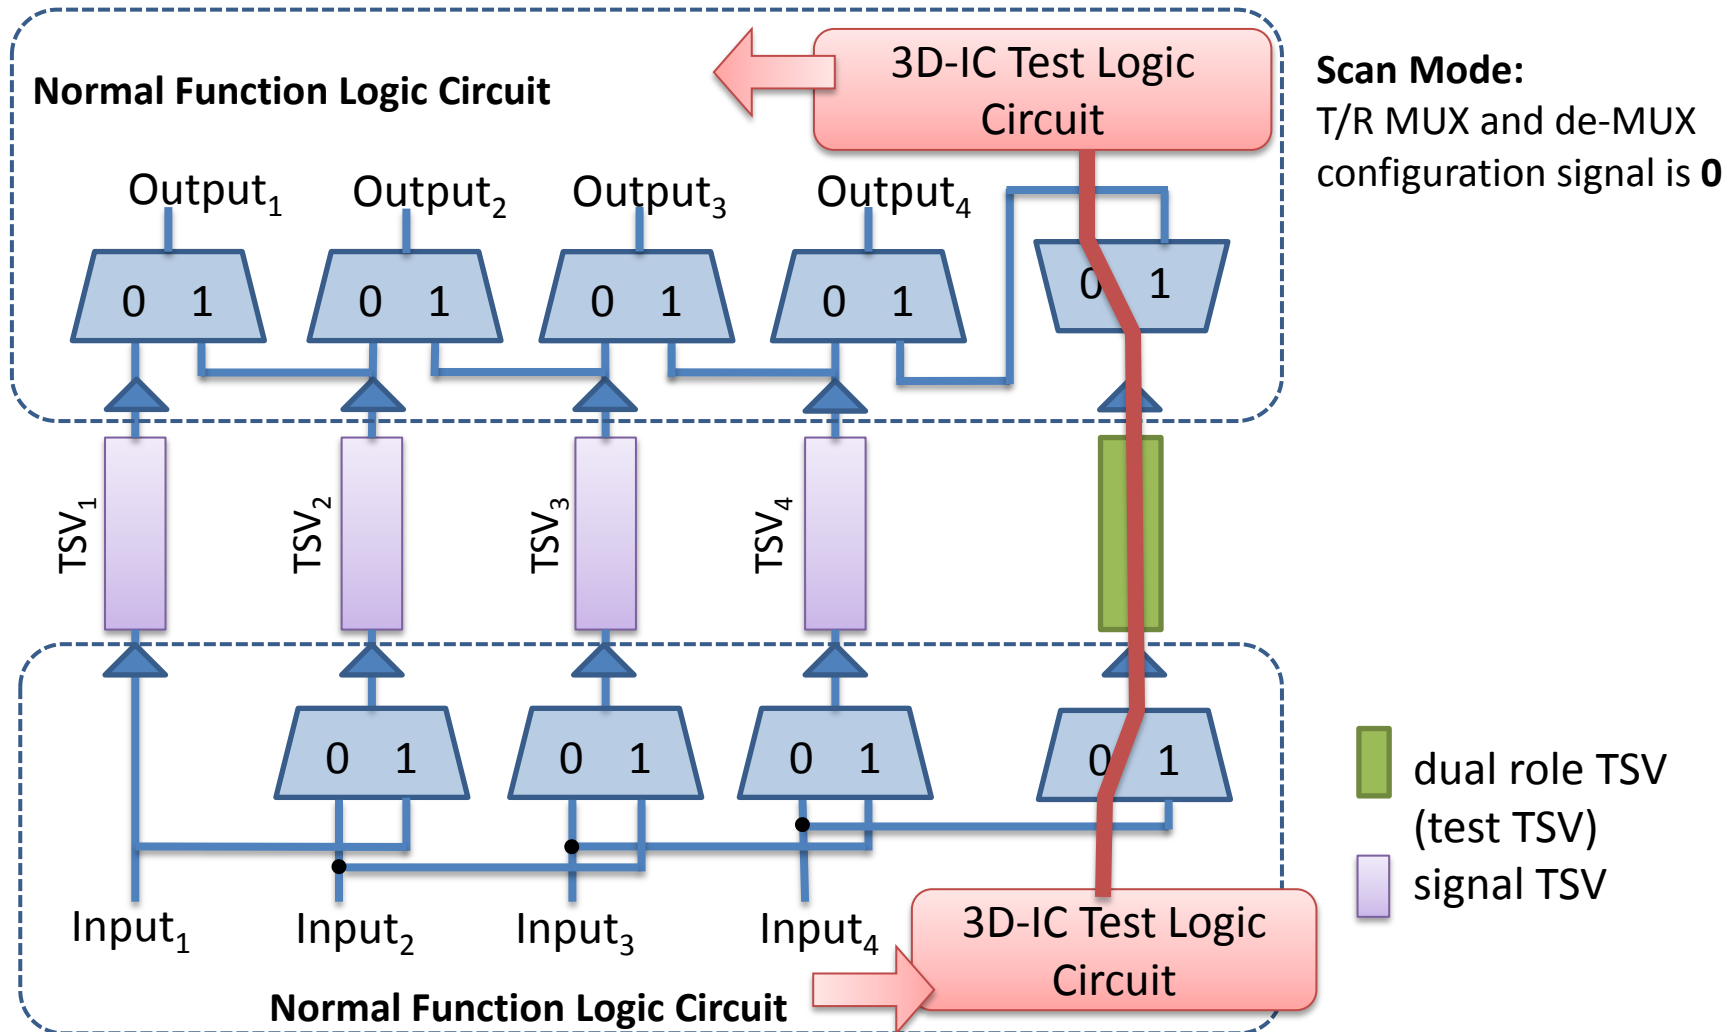 3D-IC Test Logic
Circuit
Normal Function Logic Circuit
Scan Mode:
T/R MUX and de-MUX
configuration signal is 0
Output₁ Output₂ Output₃ Output₄
0 1 0 1 0 1 0 1 0 1
TSV₁ TSV₂ TSV₃ TSV₄
0 1 0 1 0 1 0 1
dual role TSV
(test TSV)
signal TSV
Input₁ Input₂ Input₃ Input₄
3D-IC Test Logic
Circuit
Normal Function Logic Circuit